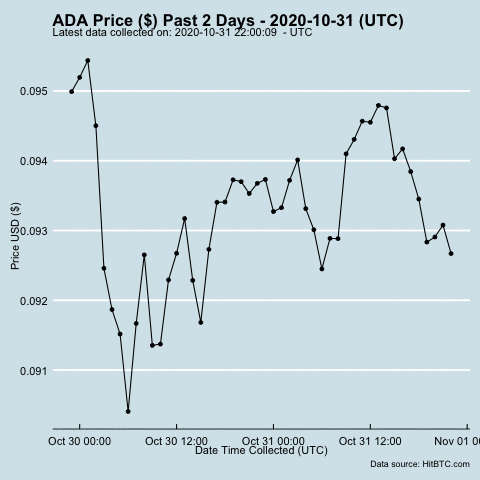 ADA Price ($) Past 2 Days - 2020-10-31 (UTC)
Latest data collected on: 2020-10-31 22:00:09  - UTC
0.095
0.094
0.093
0.092
0.091
Price USD ($)
Oct 30 00:00
Oct 30 12:00
Oct 31 00:00
Oct 31 12:00
Nov 01 0
Date Time Collected (UTC)
Data source: HitBTC.com